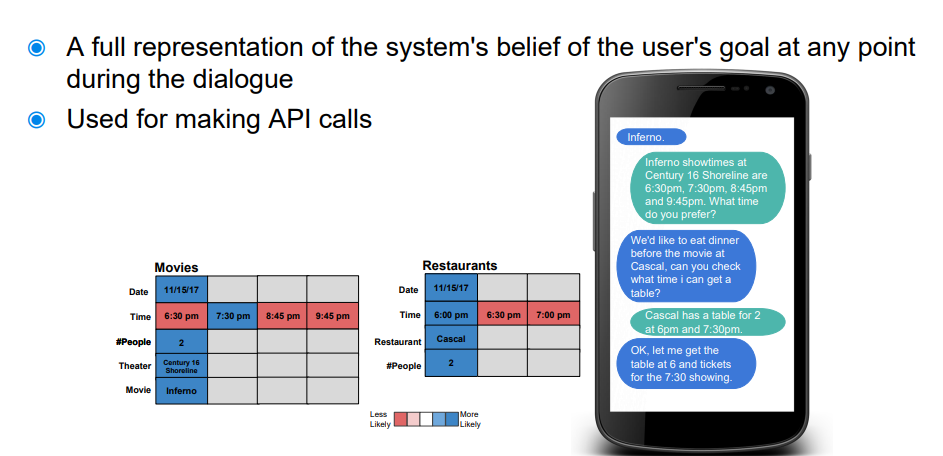 A full representation of the system's belief of the user's goal at any point
during the dialogue
Used for making API calls
Movies
Date 11/15/17
Time 6:30 pm 7:30 pm 8:45 pm 9:45 pm
#People 2
Theater Century 16
Shoreline
Movie Inferno
Restaurants
Date 11/15/17
Time 6:00 pm 6:30 pm 7:00 pm
Restaurant Cascal
#People 2
Less
Likely
More
Likely
Inferno.
Inferno showtimes at
Century 16 Shoreline are
6:30pm, 7:30pm, 8:45pm
and 9:45pm. What time
do you prefer?
We'd like to eat dinner
before the movie at
Cascal, can you check
what time i can get a
table?
Cascal has a table for 2
at 6pm and 7:30pm.
OK, let me get the
table at 6 and tickets
for the 7:30 showing.